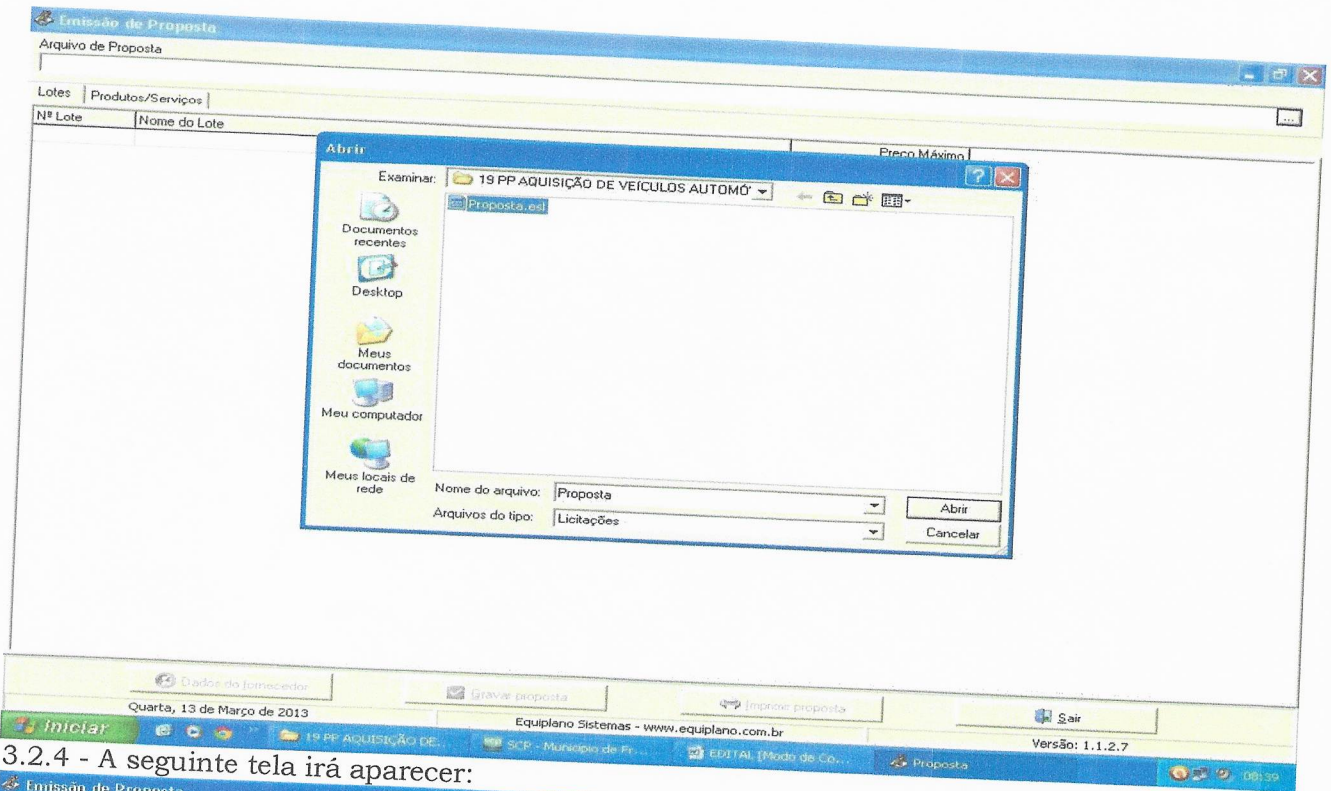 Emissão de Proposta
Arquivo de Proposta
...
Lotes Produtos/Serviços
Nº Lote Nome do Lote Preço Máximo
Abrir
Examinar: 19 PP AQUISIÇÃO DE VEÍCULOS AUTOMÓ
Proposta.esl
Documentos
recentes
Desktop
Meus
documentos
Meu computador
Meus locais de
rede
Nome do arquivo: Proposta Abrir
Arquivos do tipo: Licitações Cancelar
Dados do fornecedor Gravar proposta Imprimir proposta Sair
Quarta, 13 de Março de 2013 Equiplano Sistemas - www.equiplano.com.br Versão: 1.1.2.7
Iniciar 19 PP AQUISIÇÃO DE... SCP - Município de Fr... EDITAL [Modo de Co... Proposta 08:39
3.2.4 - A seguinte tela irá aparecer:
Emissão de Proposta